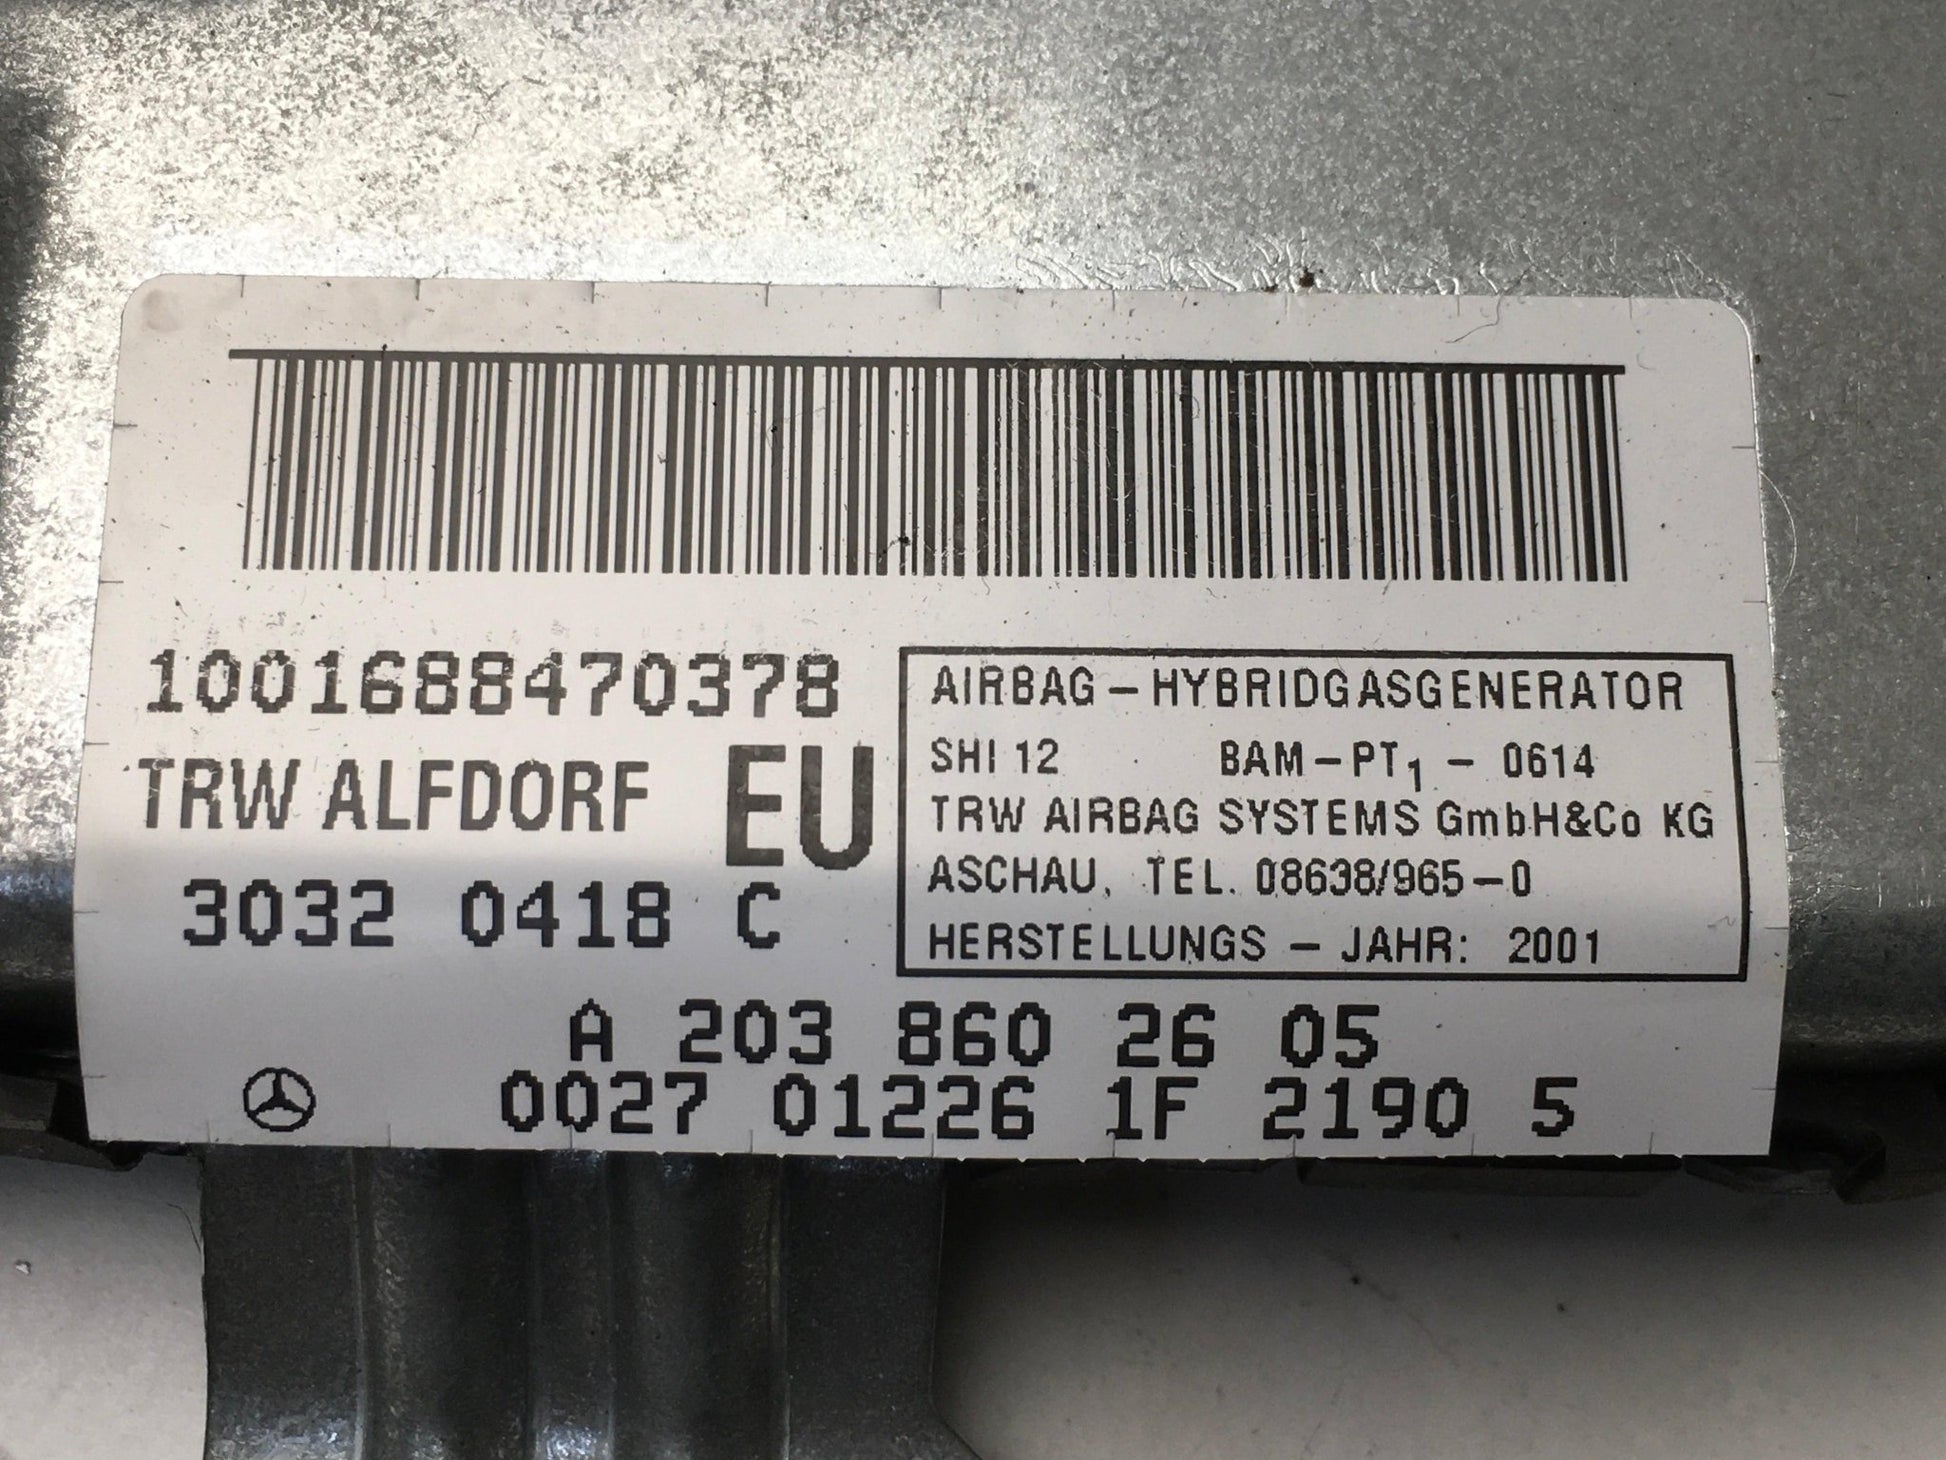 1001688470378
TRW ALFDORF EU
3032 0418 C
AIRBAG – HYBRIDGASGENERATOR
SHI 12 BAM – PT1 – 0614
TRW AIRBAG SYSTEMS GmbH&Co KG
ASCHAU, TEL. 08638/965 – 0
HERSTELLUNGS – JAHR: 2001
A 203 860 26 05
0027 01226 1F 2190 5